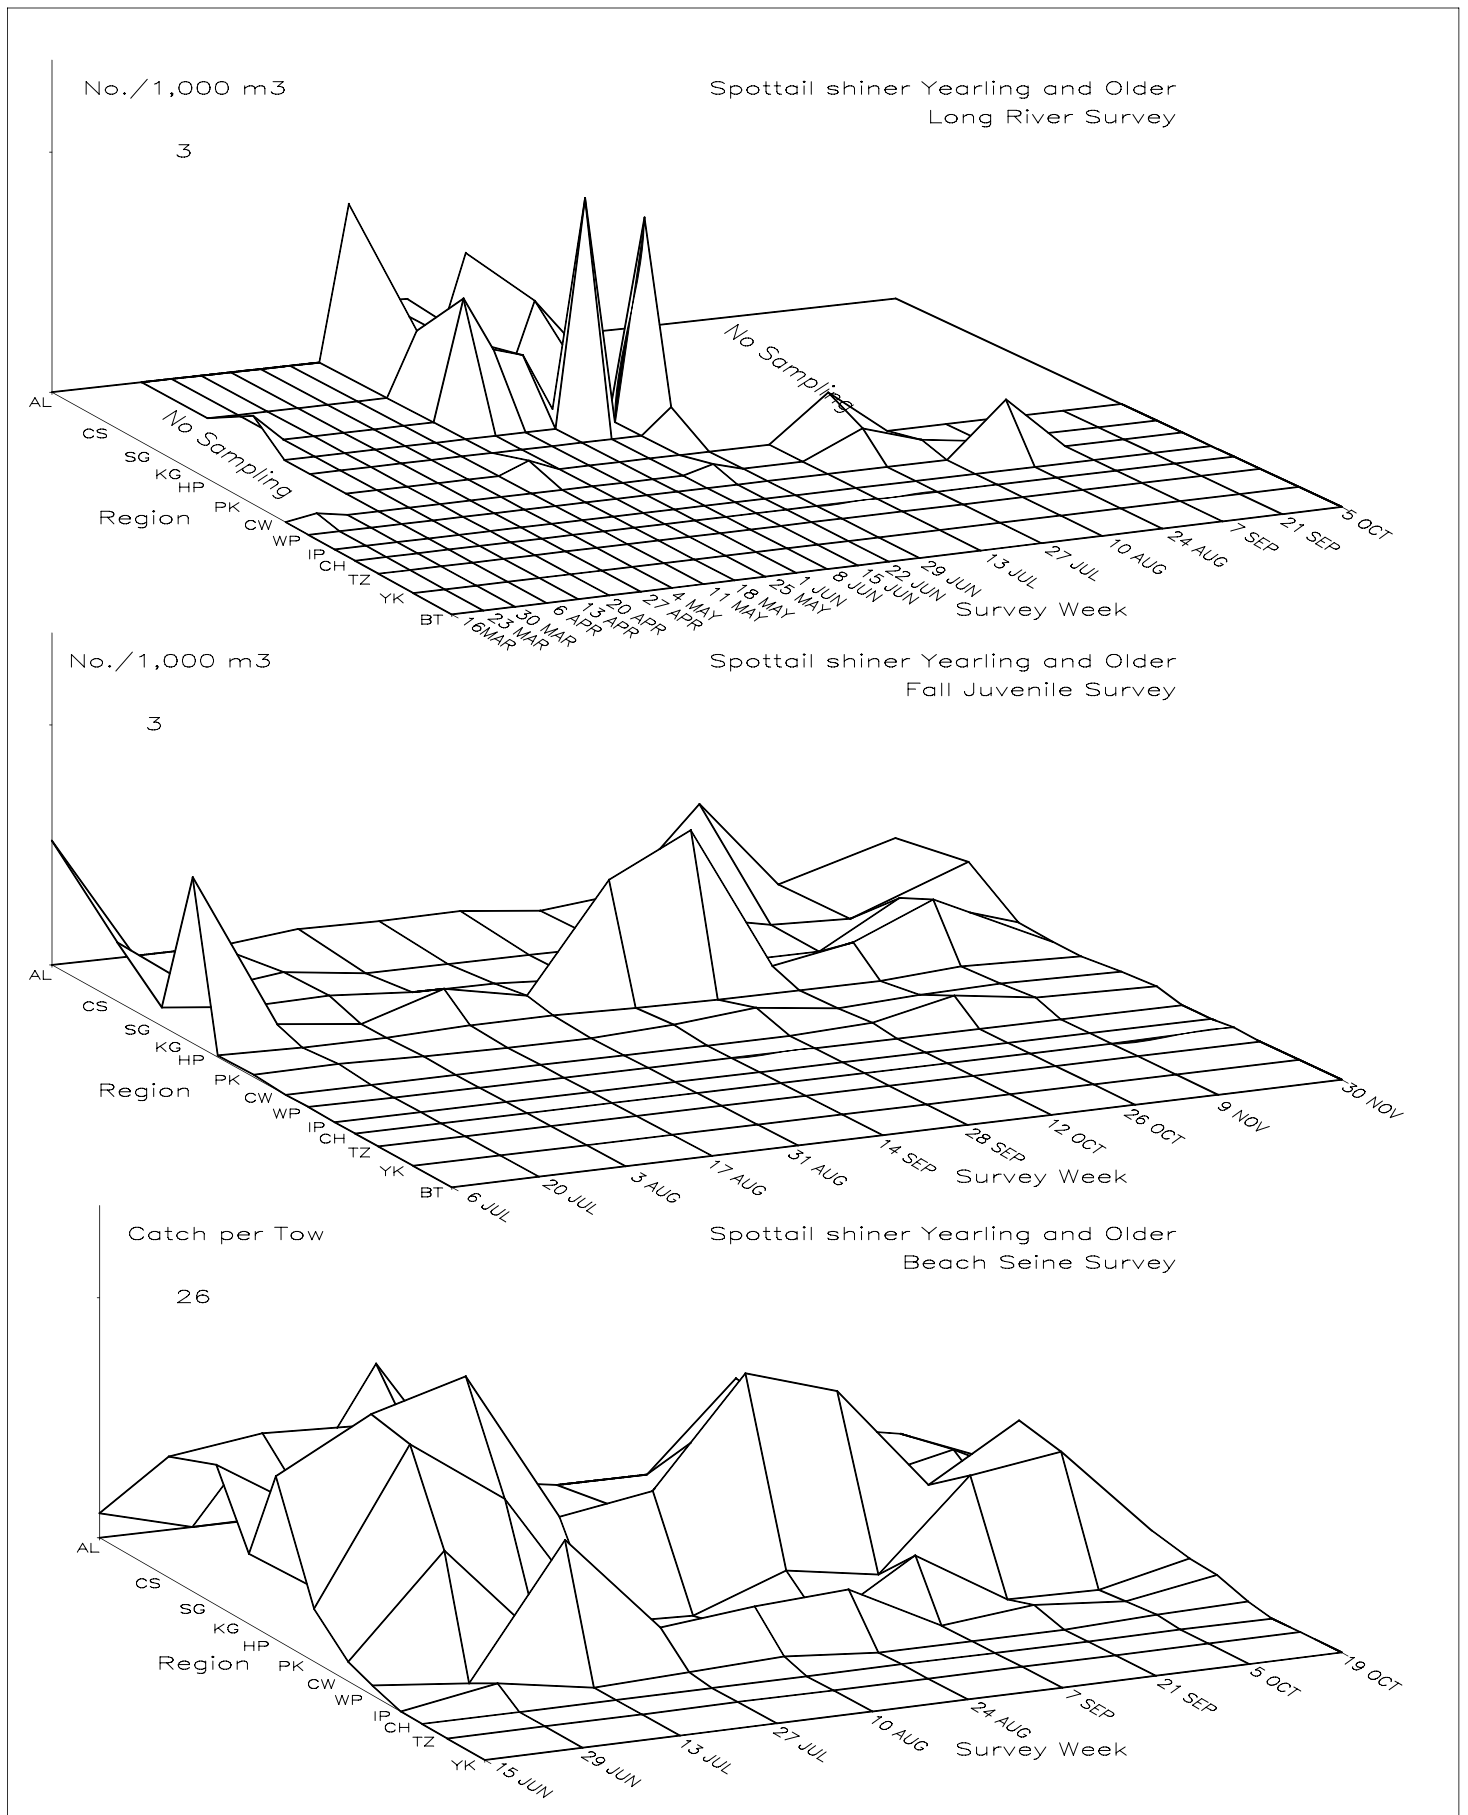 No./1,000 m3
Spottail shiner Yearling and Older
Long River Survey
3
No Sampling
AL
CS
SG
KG
HP
PK
CW
WP
IP
CH
TZ
YK
BT
Region
No Sampling
16MAR
23 MAR
30 MAR
6 APR
13 APR
20 APR
27 APR
4 MAY
11 MAY
18 MAY
25 MAY
1 JUN
8 JUN
15 JUN
22 JUN
29 JUN
13 JUL
27 JUL
10 AUG
24 AUG
7 SEP
21 SEP
5 OCT
Survey Week
No./1,000 m3
Spottail shiner Yearling and Older
Fall Juvenile Survey
3
AL
CS
SG
KG
HP
PK
CW
WP
IP
CH
TZ
YK
BT
Region
6 JUL
20 JUL
3 AUG
17 AUG
31 AUG
14 SEP
28 SEP
12 OCT
26 OCT
9 NOV
30 NOV
Survey Week
Catch per Tow
Spottail shiner Yearling and Older
Beach Seine Survey
26
AL
CS
SG
KG
HP
PK
CW
WP
IP
CH
TZ
YK
Region
15 JUN
29 JUN
13 JUL
27 JUL
10 AUG
24 AUG
7 SEP
21 SEP
5 OCT
19 OCT
Survey Week